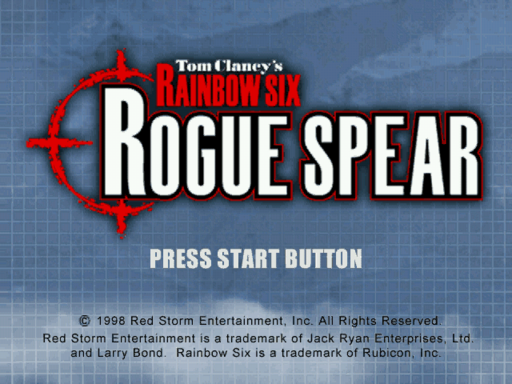 Tom Clancy's
RAINBOW SIX
ROGUE SPEAR
PRESS START BUTTON
© 1998 Red Storm Entertainment, Inc. All Rights Reserved.
Red Storm Entertainment is a trademark of Jack Ryan Enterprises, Ltd.
and Larry Bond. Rainbow Six is a trademark of Rubicon, Inc.